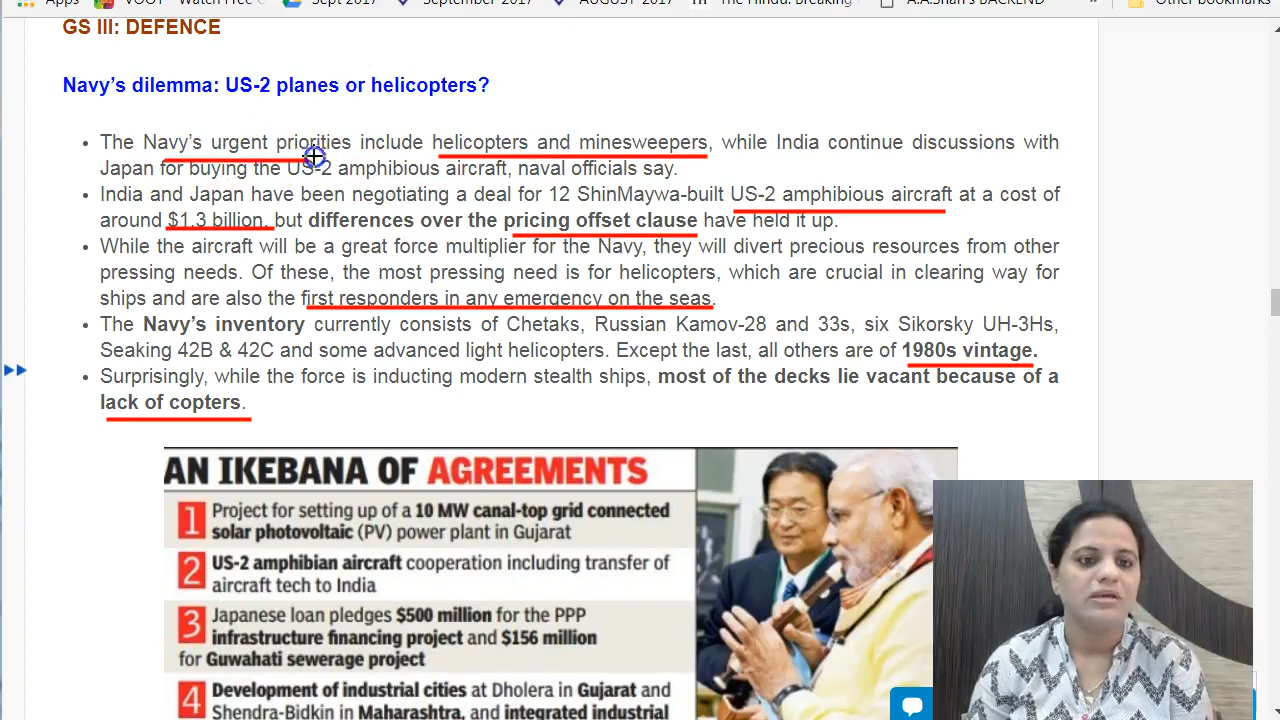 Apps
VOOT - Watch Free
Sept 2017
September 2017
AUGUST 2017
TH
The Hindu: Breaking
A.A.Shah's BACKEND
»
Other bookmarks
GS III: DEFENCE
Navy's dilemma: US-2 planes or helicopters?
• The Navy's urgent priorities include helicopters and minesweepers, while India continue discussions with
Japan for buying the US-2 amphibious aircraft, naval officials say.
• India and Japan have been negotiating a deal for 12 ShinMaywa-built US-2 amphibious aircraft at a cost of
around $1.3 billion, but differences over the pricing offset clause have held it up.
• While the aircraft will be a great force multiplier for the Navy, they will divert precious resources from other
pressing needs. Of these, the most pressing need is for helicopters, which are crucial in clearing way for
ships and are also the first responders in any emergency on the seas.
• The Navy's inventory currently consists of Chetaks, Russian Kamov-28 and 33s, six Sikorsky UH-3Hs,
Seaking 42B & 42C and some advanced light helicopters. Except the last, all others are of 1980s vintage.
• Surprisingly, while the force is inducting modern stealth ships, most of the decks lie vacant because of a
lack of copters.
AN IKEBANA OF AGREEMENTS
1 Project for setting up of a 10 MW canal-top grid connected
solar photovoltaic (PV) power plant in Gujarat
2 US-2 amphibian aircraft cooperation including transfer of
aircraft tech to India
3 Japanese loan pledges $500 million for the PPP
infrastructure financing project and $156 million
for Guwahati sewerage project
4 Development of industrial cities at Dholera in Gujarat and
Shendra-Bidkin in Maharashtra, and integrated industrial